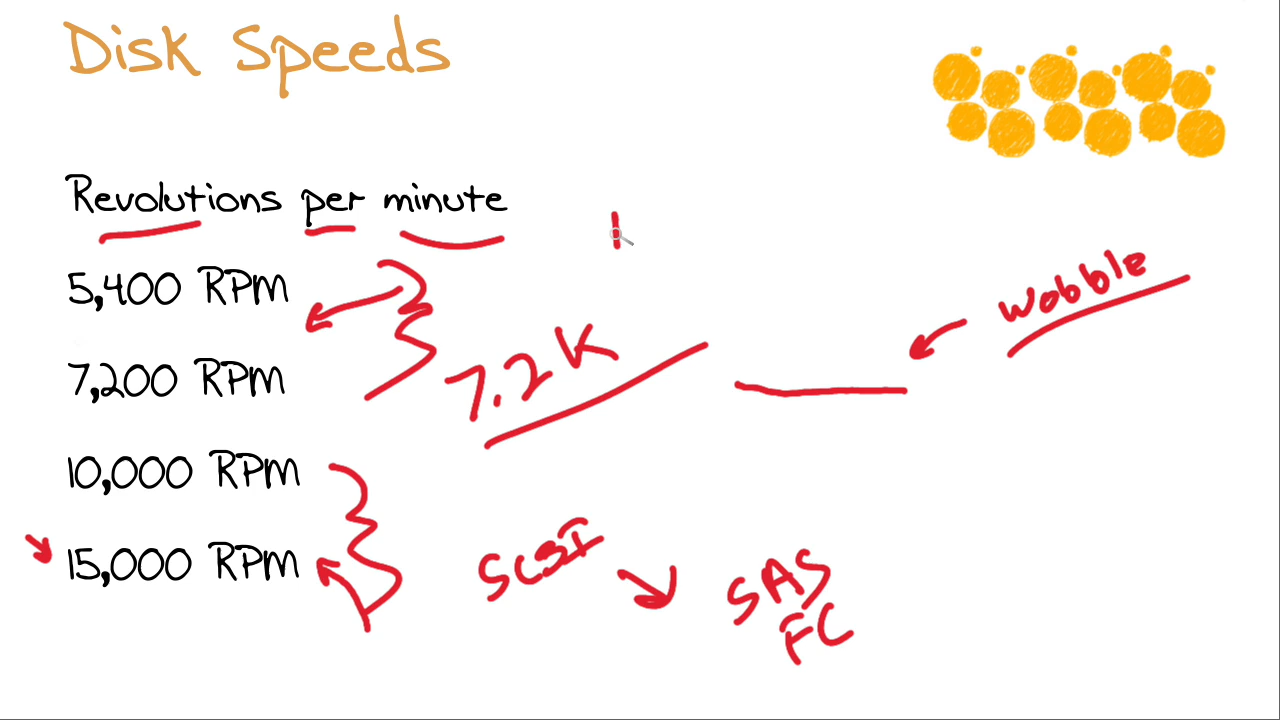 Disk Speeds
Revolutions per minute
5,400 RPM
7,200 RPM
7.2K
wobble
10,000 RPM
15,000 RPM
SCSI
SAS
FC